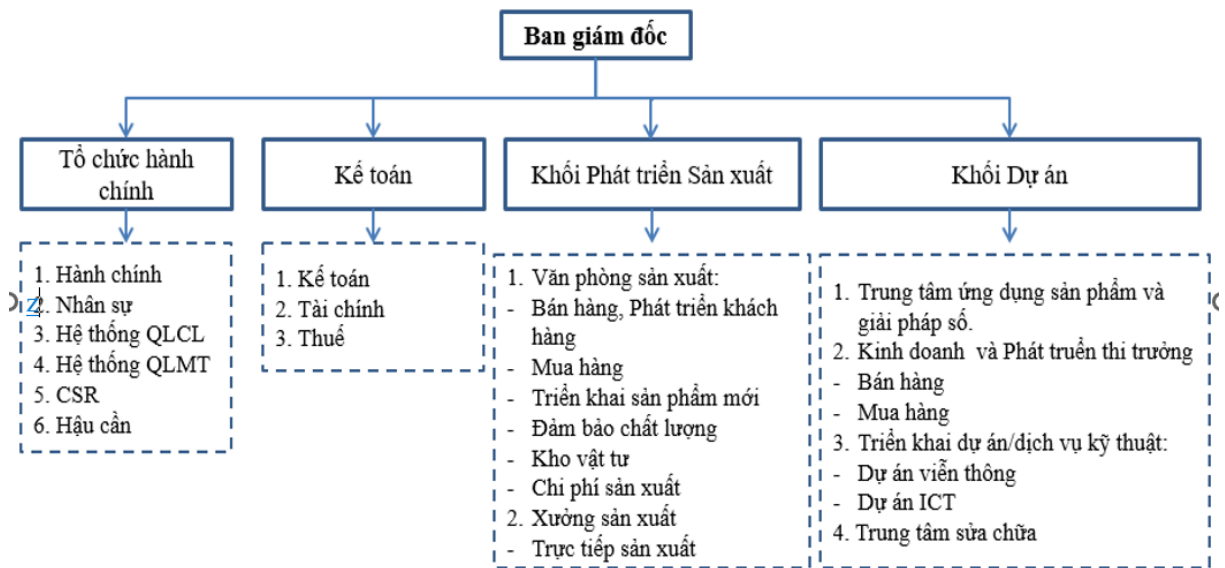 Ban giám đốc
Tổ chức hành
chính
Kế toán
Khối Phát triển Sản xuất
Khối Dự án
1. Hành chính
2. Nhân sự
3. Hệ thống QLCL
4. Hệ thống QLMT
5. CSR
6. Hậu cần
1. Kế toán
2. Tài chính
3. Thuế
1. Văn phòng sản xuất:
- Bán hàng, Phát triển khách
hàng
- Mua hàng
- Triển khai sản phẩm mới
- Đảm bảo chất lượng
- Kho vật tư
- Chi phí sản xuất
2. Xưởng sản xuất
- Trực tiếp sản xuất
1. Trung tâm ứng dụng sản phẩm và
giải pháp số.
2. Kinh doanh và Phát truển thi trưởng
- Bán hàng
- Mua hàng
3. Triển khai dự án/dịch vụ kỹ thuật:
- Dự án viễn thông
- Dự án ICT
4. Trung tâm sửa chữa